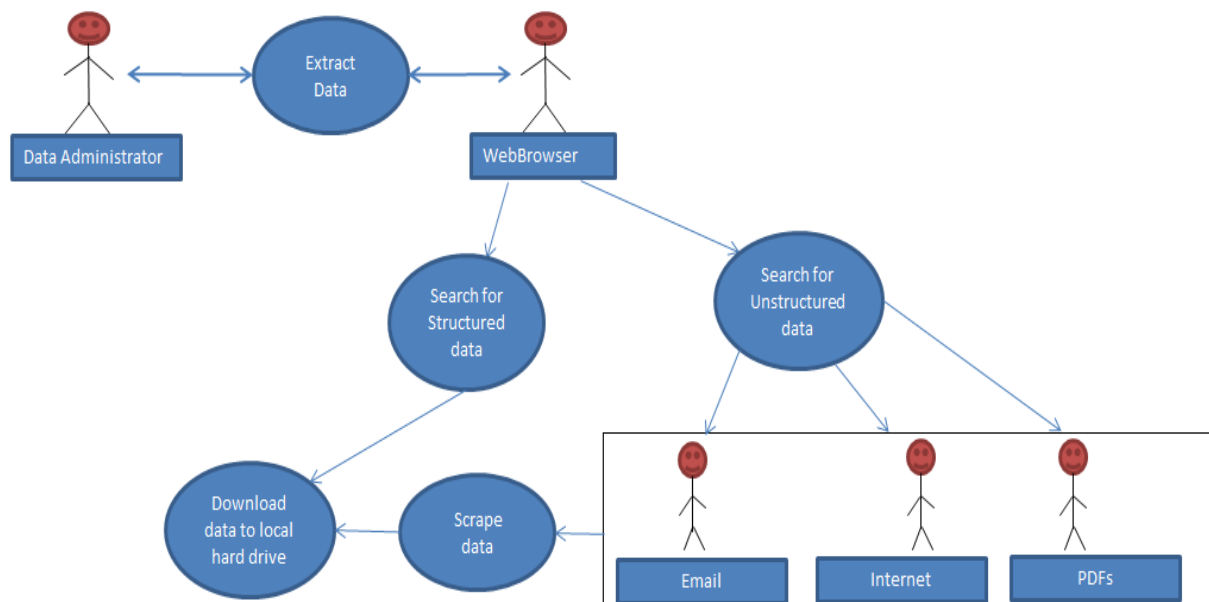 Extract
Data
Data Administrator
WebBrowser
Search for
Structured
data
Search for
Unstructured
data
Download
data to local
hard drive
Scrape
data
Email
Internet
PDFs